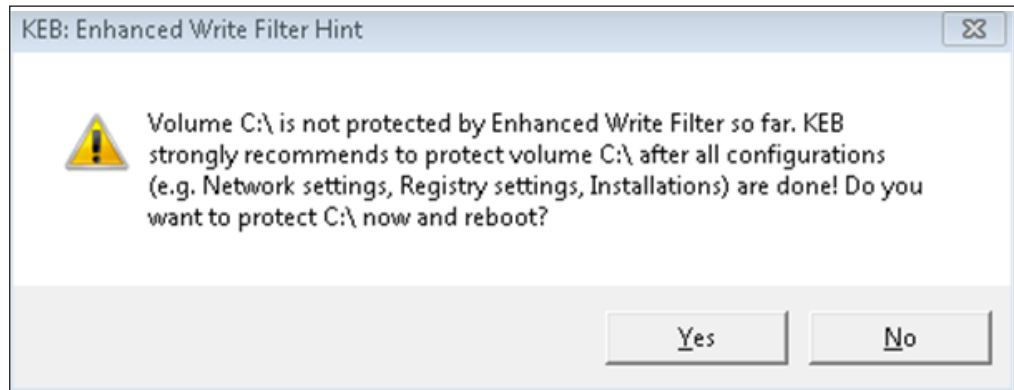 KEB: Enhanced Write Filter Hint
Volume C:\ is not protected by Enhanced Write Filter so far. KEB
strongly recommends to protect volume C:\ after all configurations
(e.g. Network settings, Registry settings, Installations) are done! Do you
want to protect C:\ now and reboot?
Yes No